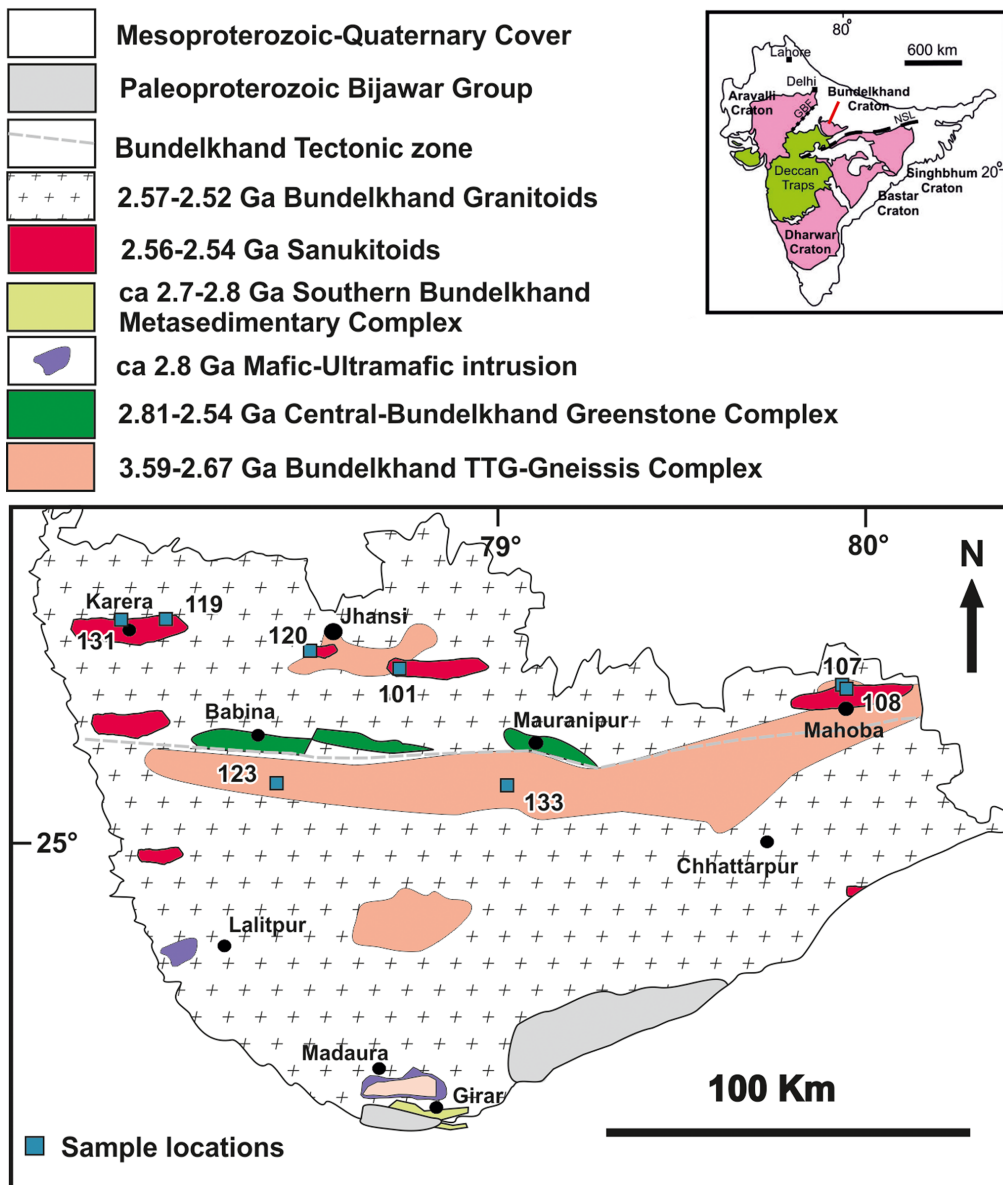 Mesoproterozoic-Quaternary Cover
Paleoproterozoic Bijawar Group
Bundelkhand Tectonic zone
2.57-2.52 Ga Bundelkhand Granitoids
2.56-2.54 Ga Sanukitoids
ca 2.7-2.8 Ga Southern Bundelkhand
Metasedimentary Complex
ca 2.8 Ga Mafic-Ultramafic intrusion
2.81-2.54 Ga Central-Bundelkhand Greenstone Complex
3.59-2.67 Ga Bundelkhand TTG-Gneissis Complex
80°
Lahore
600 km
Delhi
Bundelkhand
Craton
Aravalli
Craton
GBF
NSL
Deccan
Traps
Singhbhum
Craton
20°
Bastar
Craton
Dharwar
Craton
79°
80°
N
Karera
119
131
Jhansi
120
101
107
108
Mahoba
Babina
Mauranipur
123
133
25°
Chhattarpur
Lalitpur
Madaura
Girar
100 Km
Sample locations